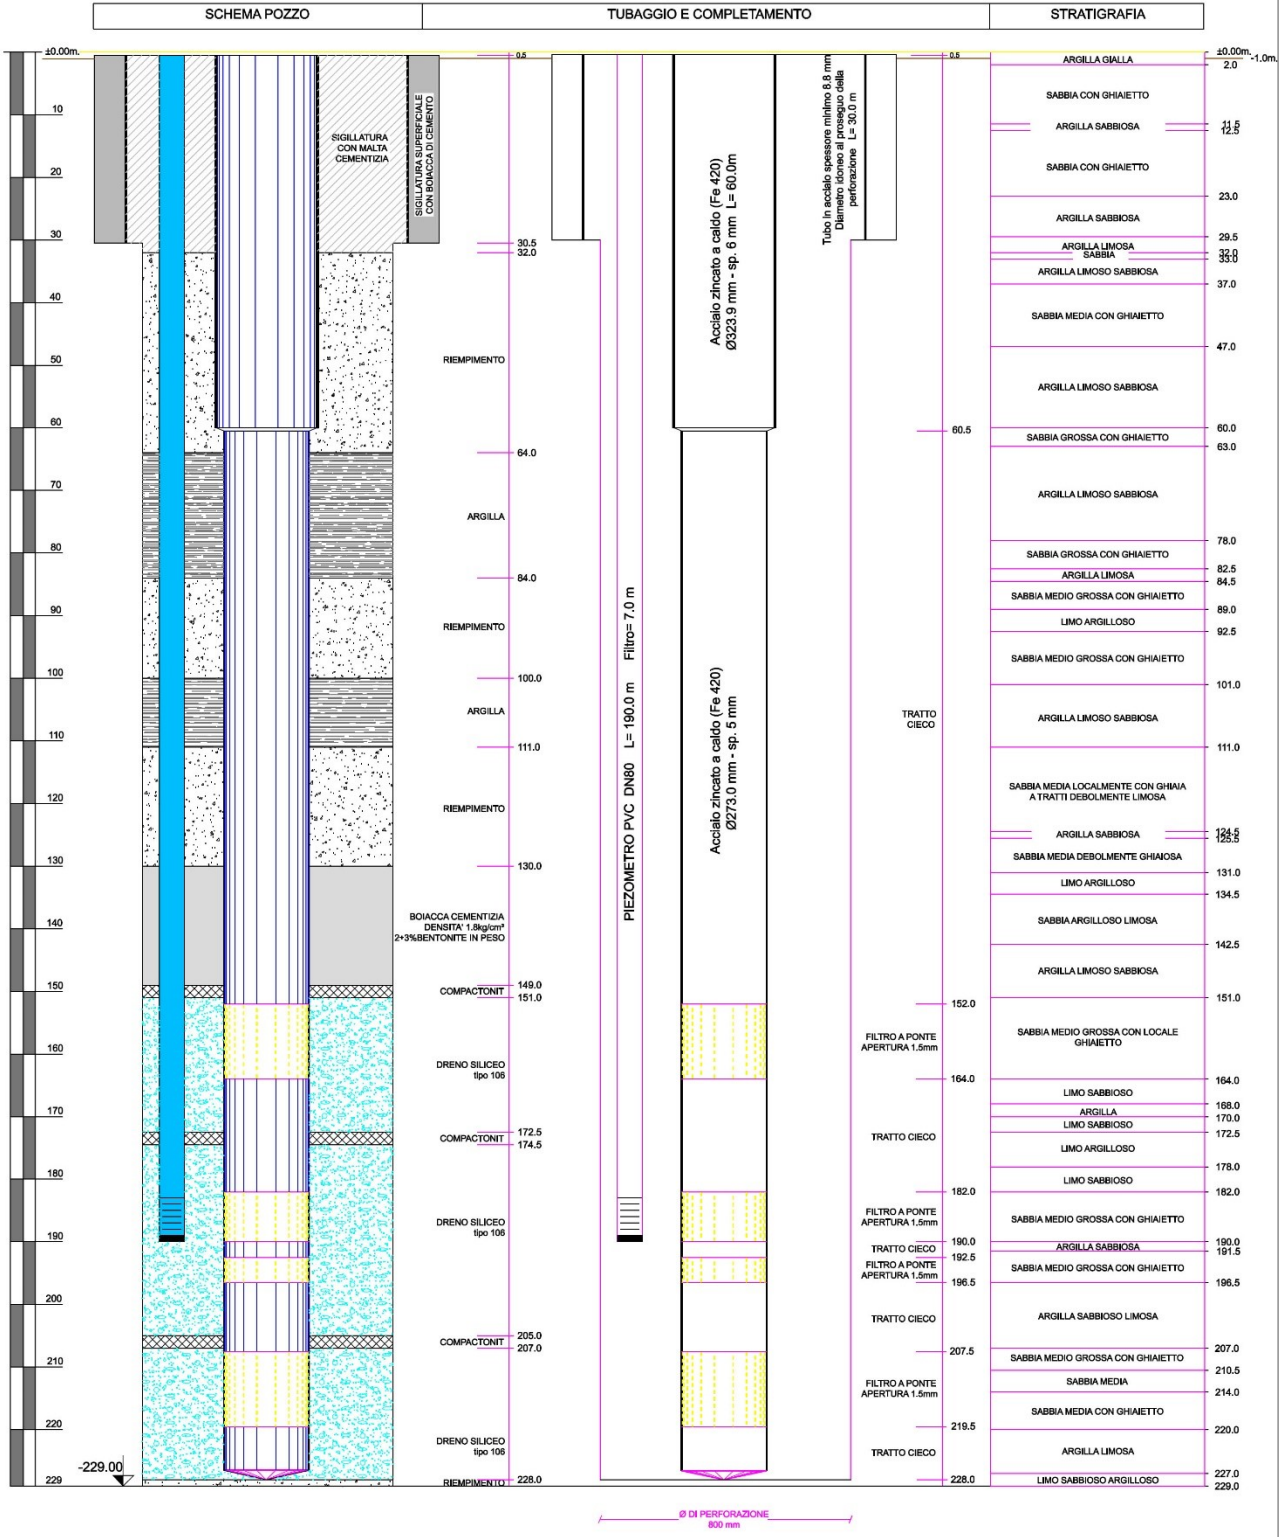 SCHEMA POZZO
TUBAGGIO E COMPLETAMENTO
STRATIGRAFIA
±0.00m.
10
20
30
40
50
60
70
80
90
100
110
120
130
140
150
160
170
180
190
200
210
220
229
-229.00
SIGILLATURA
CON MALTA
CEMENTIZIA
SIGILLATURA SUPERFICIALE
CON BOIACCA DI CEMENTO
0.5
30.5
32.0
RIEMPIMENTO
64.0
ARGILLA
84.0
RIEMPIMENTO
100.0
ARGILLA
111.0
RIEMPIMENTO
130.0
BOIACCA CEMENTIZIA
DENSITA' 1.8kg/cm³
2+3%BENTONITE IN PESO
149.0
COMPACTONIT
151.0
DRENO SILICEO
tipo 106
172.5
COMPACTONIT
174.5
DRENO SILICEO
tipo 106
205.0
COMPACTONIT
207.0
DRENO SILICEO
tipo 106
RIEMPIMENTO
228.0
PIEZOMETRO PVC DN80 L= 190.0 m Filtro= 7.0 m
Acciaio zincato a caldo (Fe 420)
Ø323.9 mm - sp. 6 mm L= 60.0m
Acciaio zincato a caldo (Fe 420)
Ø273.0 mm - sp. 5 mm
Tubo in acciaio spessore minimo 8.8 mm
Diametro idoneo al proseguo della
perforazione L= 30.0 m
0.5
60.5
TRATTO
CIECO
152.0
FILTRO A PONTE
APERTURA 1.5mm
164.0
TRATTO CIECO
182.0
FILTRO A PONTE
APERTURA 1.5mm
190.0
TRATTO CIECO
192.5
FILTRO A PONTE
APERTURA 1.5mm
196.5
TRATTO CIECO
207.5
FILTRO A PONTE
APERTURA 1.5mm
219.5
TRATTO CIECO
228.0
Ø DI PERFORAZIONE
800 mm
±0.00m.
-1.0m.
ARGILLA GIALLA
2.0
SABBIA CON GHIAIETTO
11.5
ARGILLA SABBIOSA
12.5
SABBIA CON GHIAIETTO
23.0
ARGILLA SABBIOSA
29.5
ARGILLA LIMOSA
32.0
SABBIA
33.0
ARGILLA LIMOSO SABBIOSA
37.0
SABBIA MEDIA CON GHIAIETTO
47.0
ARGILLA LIMOSO SABBIOSA
60.0
SABBIA GROSSA CON GHIAIETTO
63.0
ARGILLA LIMOSO SABBIOSA
78.0
SABBIA GROSSA CON GHIAIETTO
82.5
ARGILLA LIMOSA
84.5
SABBIA MEDIO GROSSA CON GHIAIETTO
89.0
LIMO ARGILLOSO
92.5
SABBIA MEDIO GROSSA CON GHIAIETTO
101.0
ARGILLA LIMOSO SABBIOSA
111.0
SABBIA MEDIA LOCALMENTE CON GHIAIA
A TRATTI DEBOLMENTE LIMOSA
124.5
ARGILLA SABBIOSA
125.5
SABBIA MEDIA DEBOLMENTE GHIAIOSA
131.0
LIMO ARGILLOSO
134.5
SABBIA ARGILLOSO LIMOSA
142.5
ARGILLA LIMOSO SABBIOSA
151.0
SABBIA MEDIO GROSSA CON LOCALE
GHIAIETTO
164.0
LIMO SABBIOSO
168.0
ARGILLA
170.0
LIMO SABBIOSO
172.5
LIMO ARGILLOSO
178.0
LIMO SABBIOSO
182.0
SABBIA MEDIO GROSSA CON GHIAIETTO
190.0
ARGILLA SABBIOSA
191.5
SABBIA MEDIO GROSSA CON GHIAIETTO
196.5
ARGILLA SABBIOSO LIMOSA
207.0
SABBIA MEDIO GROSSA CON GHIAIETTO
210.5
SABBIA MEDIA
214.0
SABBIA MEDIA CON GHIAIETTO
220.0
ARGILLA LIMOSA
227.0
LIMO SABBIOSO ARGILLOSO
229.0